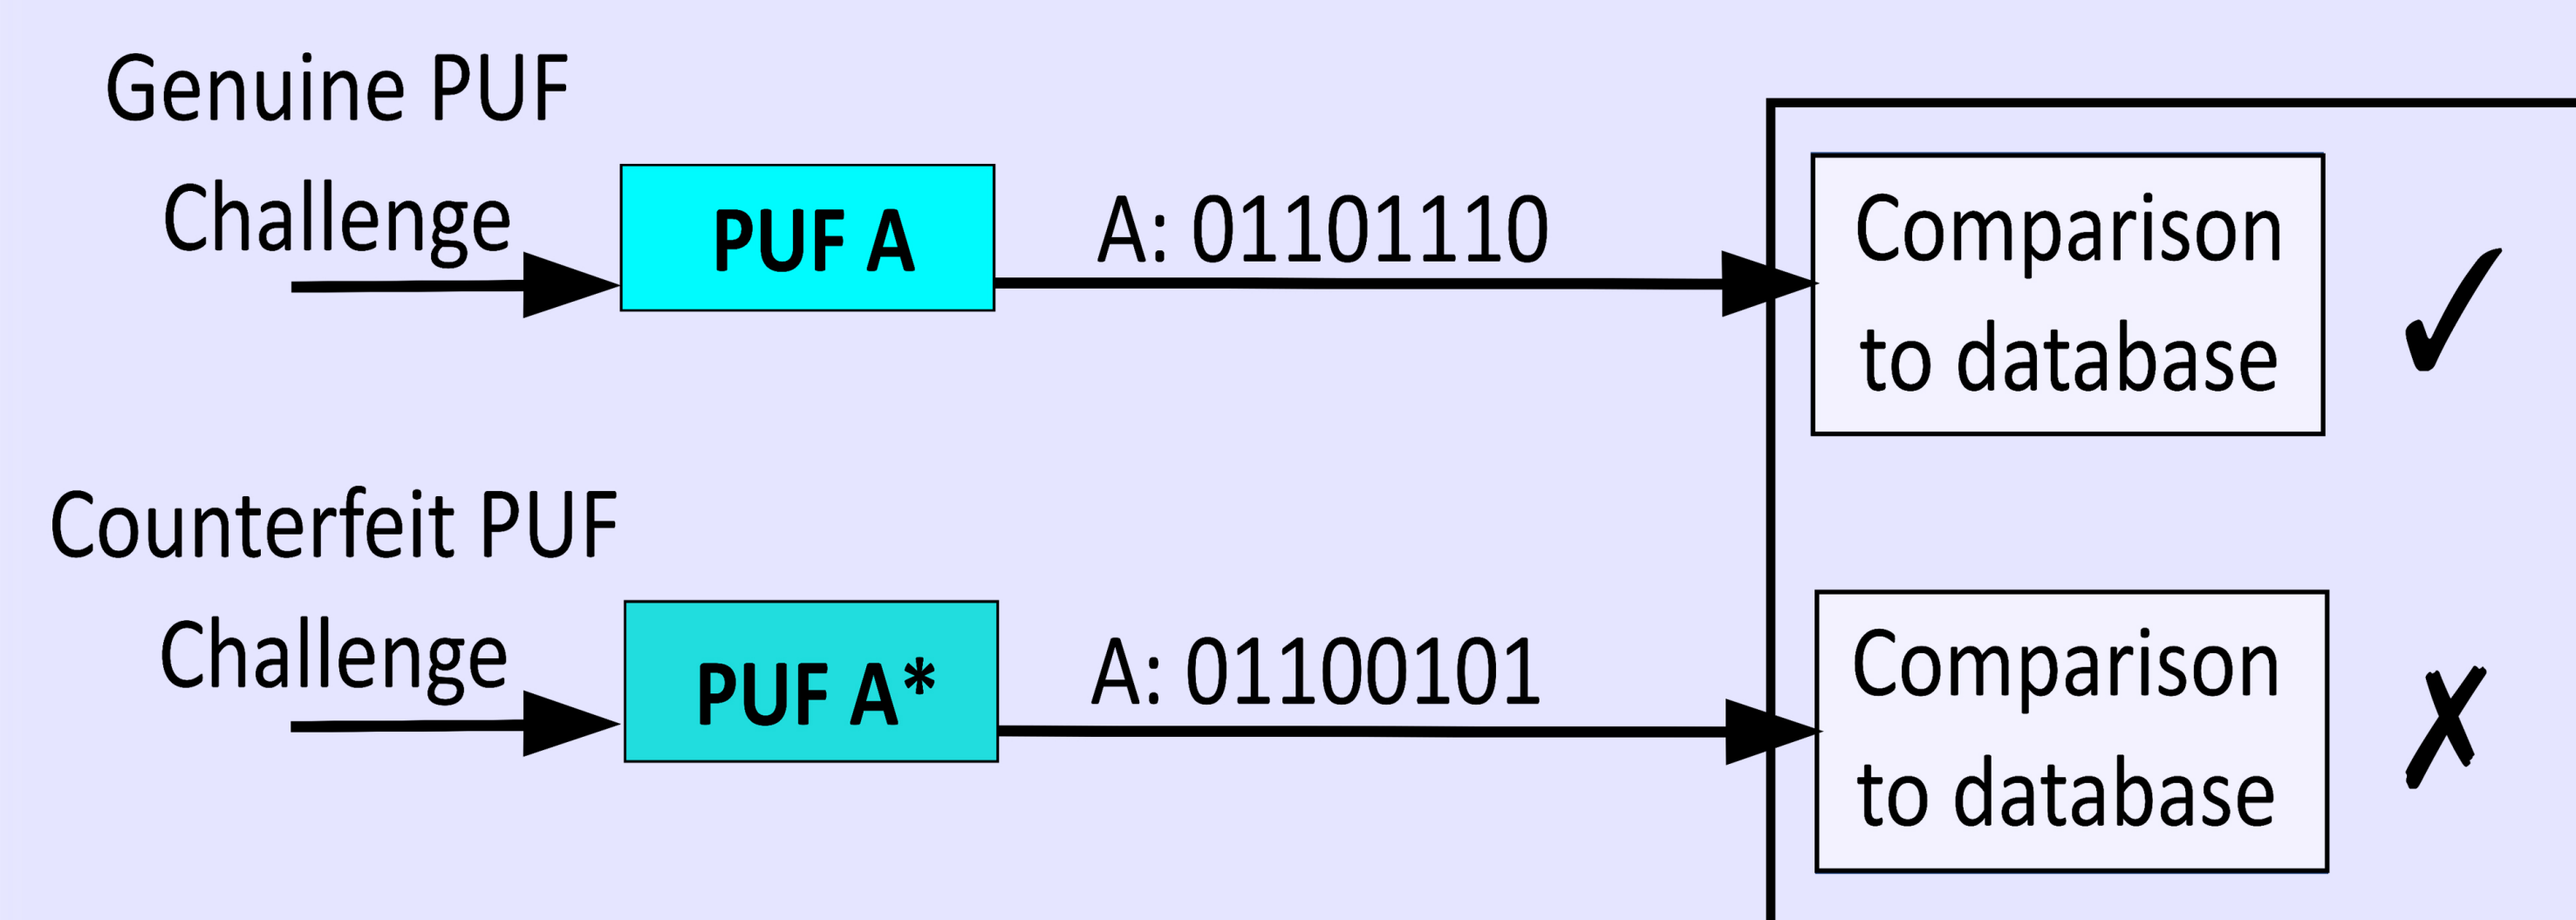 Genuine PUF
Challenge
PUF A
A: 01101110
Comparison
to database
✓
Counterfeit PUF
Challenge
PUF A*
A: 01100101
Comparison
to database
✗